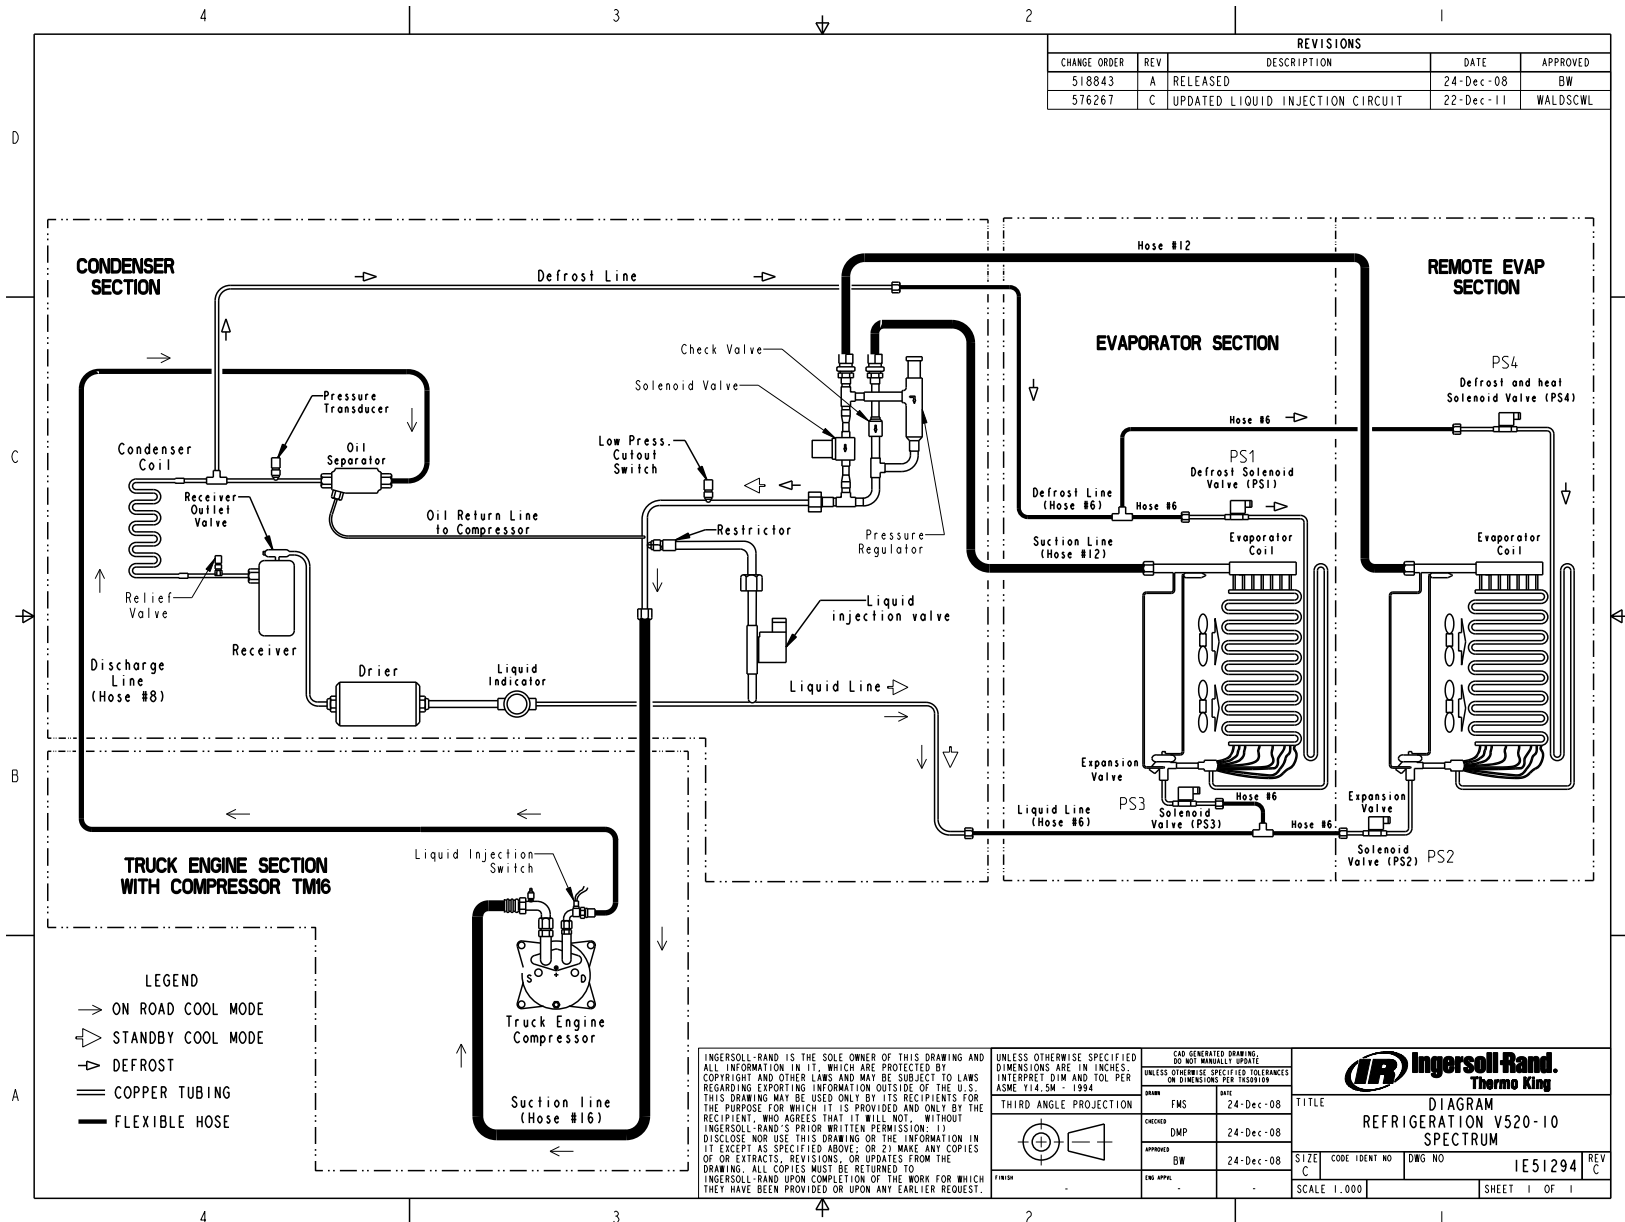 4
3
2
1
REVISIONS
CHANGE ORDER REV DESCRIPTION DATE APPROVED
518843 A RELEASED 24-Dec-08 BW
576267 C UPDATED LIQUID INJECTION CIRCUIT 22-Dec-11 WALDSCWL
D
C
B
A
CONDENSER
SECTION
Defrost Line
Hose #12
REMOTE EVAP
SECTION
EVAPORATOR SECTION
Check Valve
Solenoid Valve
PS4
Defrost and heat
Solenoid Valve (PS4)
Pressure
Transducer
Hose #6
Condenser
Coil
Oil
Separator
Low Press.
Cutout
Switch
PS1
Defrost Solenoid
Valve (PS1)
Receiver
Outlet
Valve
Defrost Line
(Hose #6)
Hose #6
Oil Return Line
to Compressor
Restrictor
Pressure
Regulator
Suction Line
(Hose #12)
Evaporator
Coil
Evaporator
Coil
Relief
Valve
Liquid
injection valve
Receiver
Discharge
Line
(Hose #8)
Drier
Liquid
Indicator
Liquid Line
Expansion
Valve
PS3
Hose #6
Expansion
Valve
Liquid Line
(Hose #6)
Solenoid
Valve (PS3)
Hose #6
Solenoid
Valve (PS2)
PS2
TRUCK ENGINE SECTION
WITH COMPRESSOR TM16
Liquid Injection
Switch
S D
Truck Engine
Compressor
Suction line
(Hose #16)
LEGEND
ON ROAD COOL MODE
STANDBY COOL MODE
DEFROST
COPPER TUBING
FLEXIBLE HOSE
INGERSOLL-RAND IS THE SOLE OWNER OF THIS DRAWING AND
ALL INFORMATION IN IT, WHICH ARE PROTECTED BY
COPYRIGHT AND OTHER LAWS AND MAY BE SUBJECT TO LAWS
REGARDING EXPORTING INFORMATION OUTSIDE OF THE U.S.
THIS DRAWING MAY BE USED ONLY BY ITS RECIPIENTS FOR
THE PURPOSE FOR WHICH IT IS PROVIDED AND ONLY BY THE
RECIPIENT, WHO AGREES THAT IT WILL NOT, WITHOUT
INGERSOLL-RAND'S PRIOR WRITTEN PERMISSION: 1)
DISCLOSE NOR USE THIS DRAWING OR THE INFORMATION IN
IT EXCEPT AS SPECIFIED ABOVE; OR 2) MAKE ANY COPIES
OF OR EXTRACTS, REVISIONS, OR UPDATES FROM THE
DRAWING. ALL COPIES MUST BE RETURNED TO
INGERSOLL-RAND UPON COMPLETION OF THE WORK FOR WHICH
THEY HAVE BEEN PROVIDED OR UPON ANY EARLIER REQUEST.
UNLESS OTHERWISE SPECIFIED
DIMENSIONS ARE IN INCHES.
INTERPRET DIM AND TOL PER
ASME Y14.5M - 1994
THIRD ANGLE PROJECTION
FINISH
-
CAD GENERATED DRAWING,
DO NOT MANUALLY UPDATE
UNLESS OTHERWISE SPECIFIED TOLERANCES
ON DIMENSIONS PER TKS09109
DRAWN FMS DATE 24-Dec-08
CHECKED DMP 24-Dec-08
APPROVED BW 24-Dec-08
ENG APPVL - -
IR Ingersoll-Rand.
Thermo King
TITLE
DIAGRAM
REFRIGERATION V520-10
SPECTRUM
SIZE C CODE IDENT NO DWG NO 1E51294 REV C
SCALE 1.000 SHEET 1 OF 1
4
3
2
1